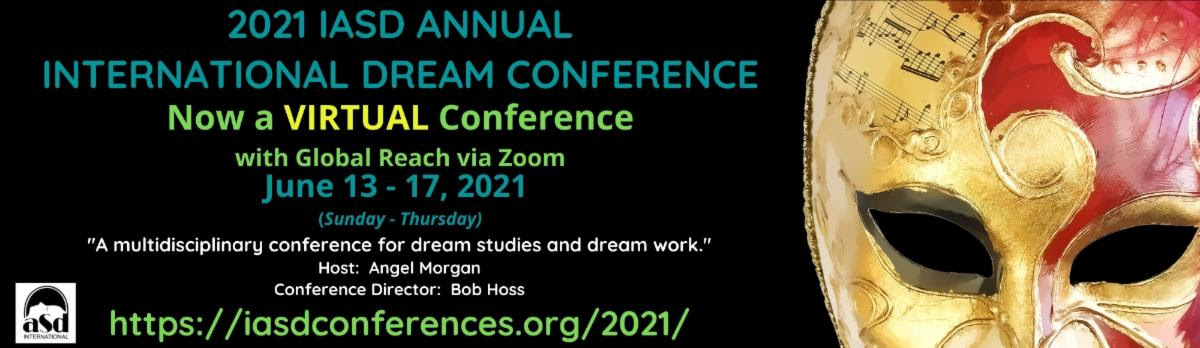 2021 IASD ANNUAL
INTERNATIONAL DREAM CONFERENCE
Now a VIRTUAL Conference
with Global Reach via Zoom
June 13 - 17, 2021
(Sunday - Thursday)
"A multidisciplinary conference for dream studies and dream work."
Host: Angel Morgan
Conference Director: Bob Hoss
asd
INTERNATIONAL
https://iasdconferences.org/2021/